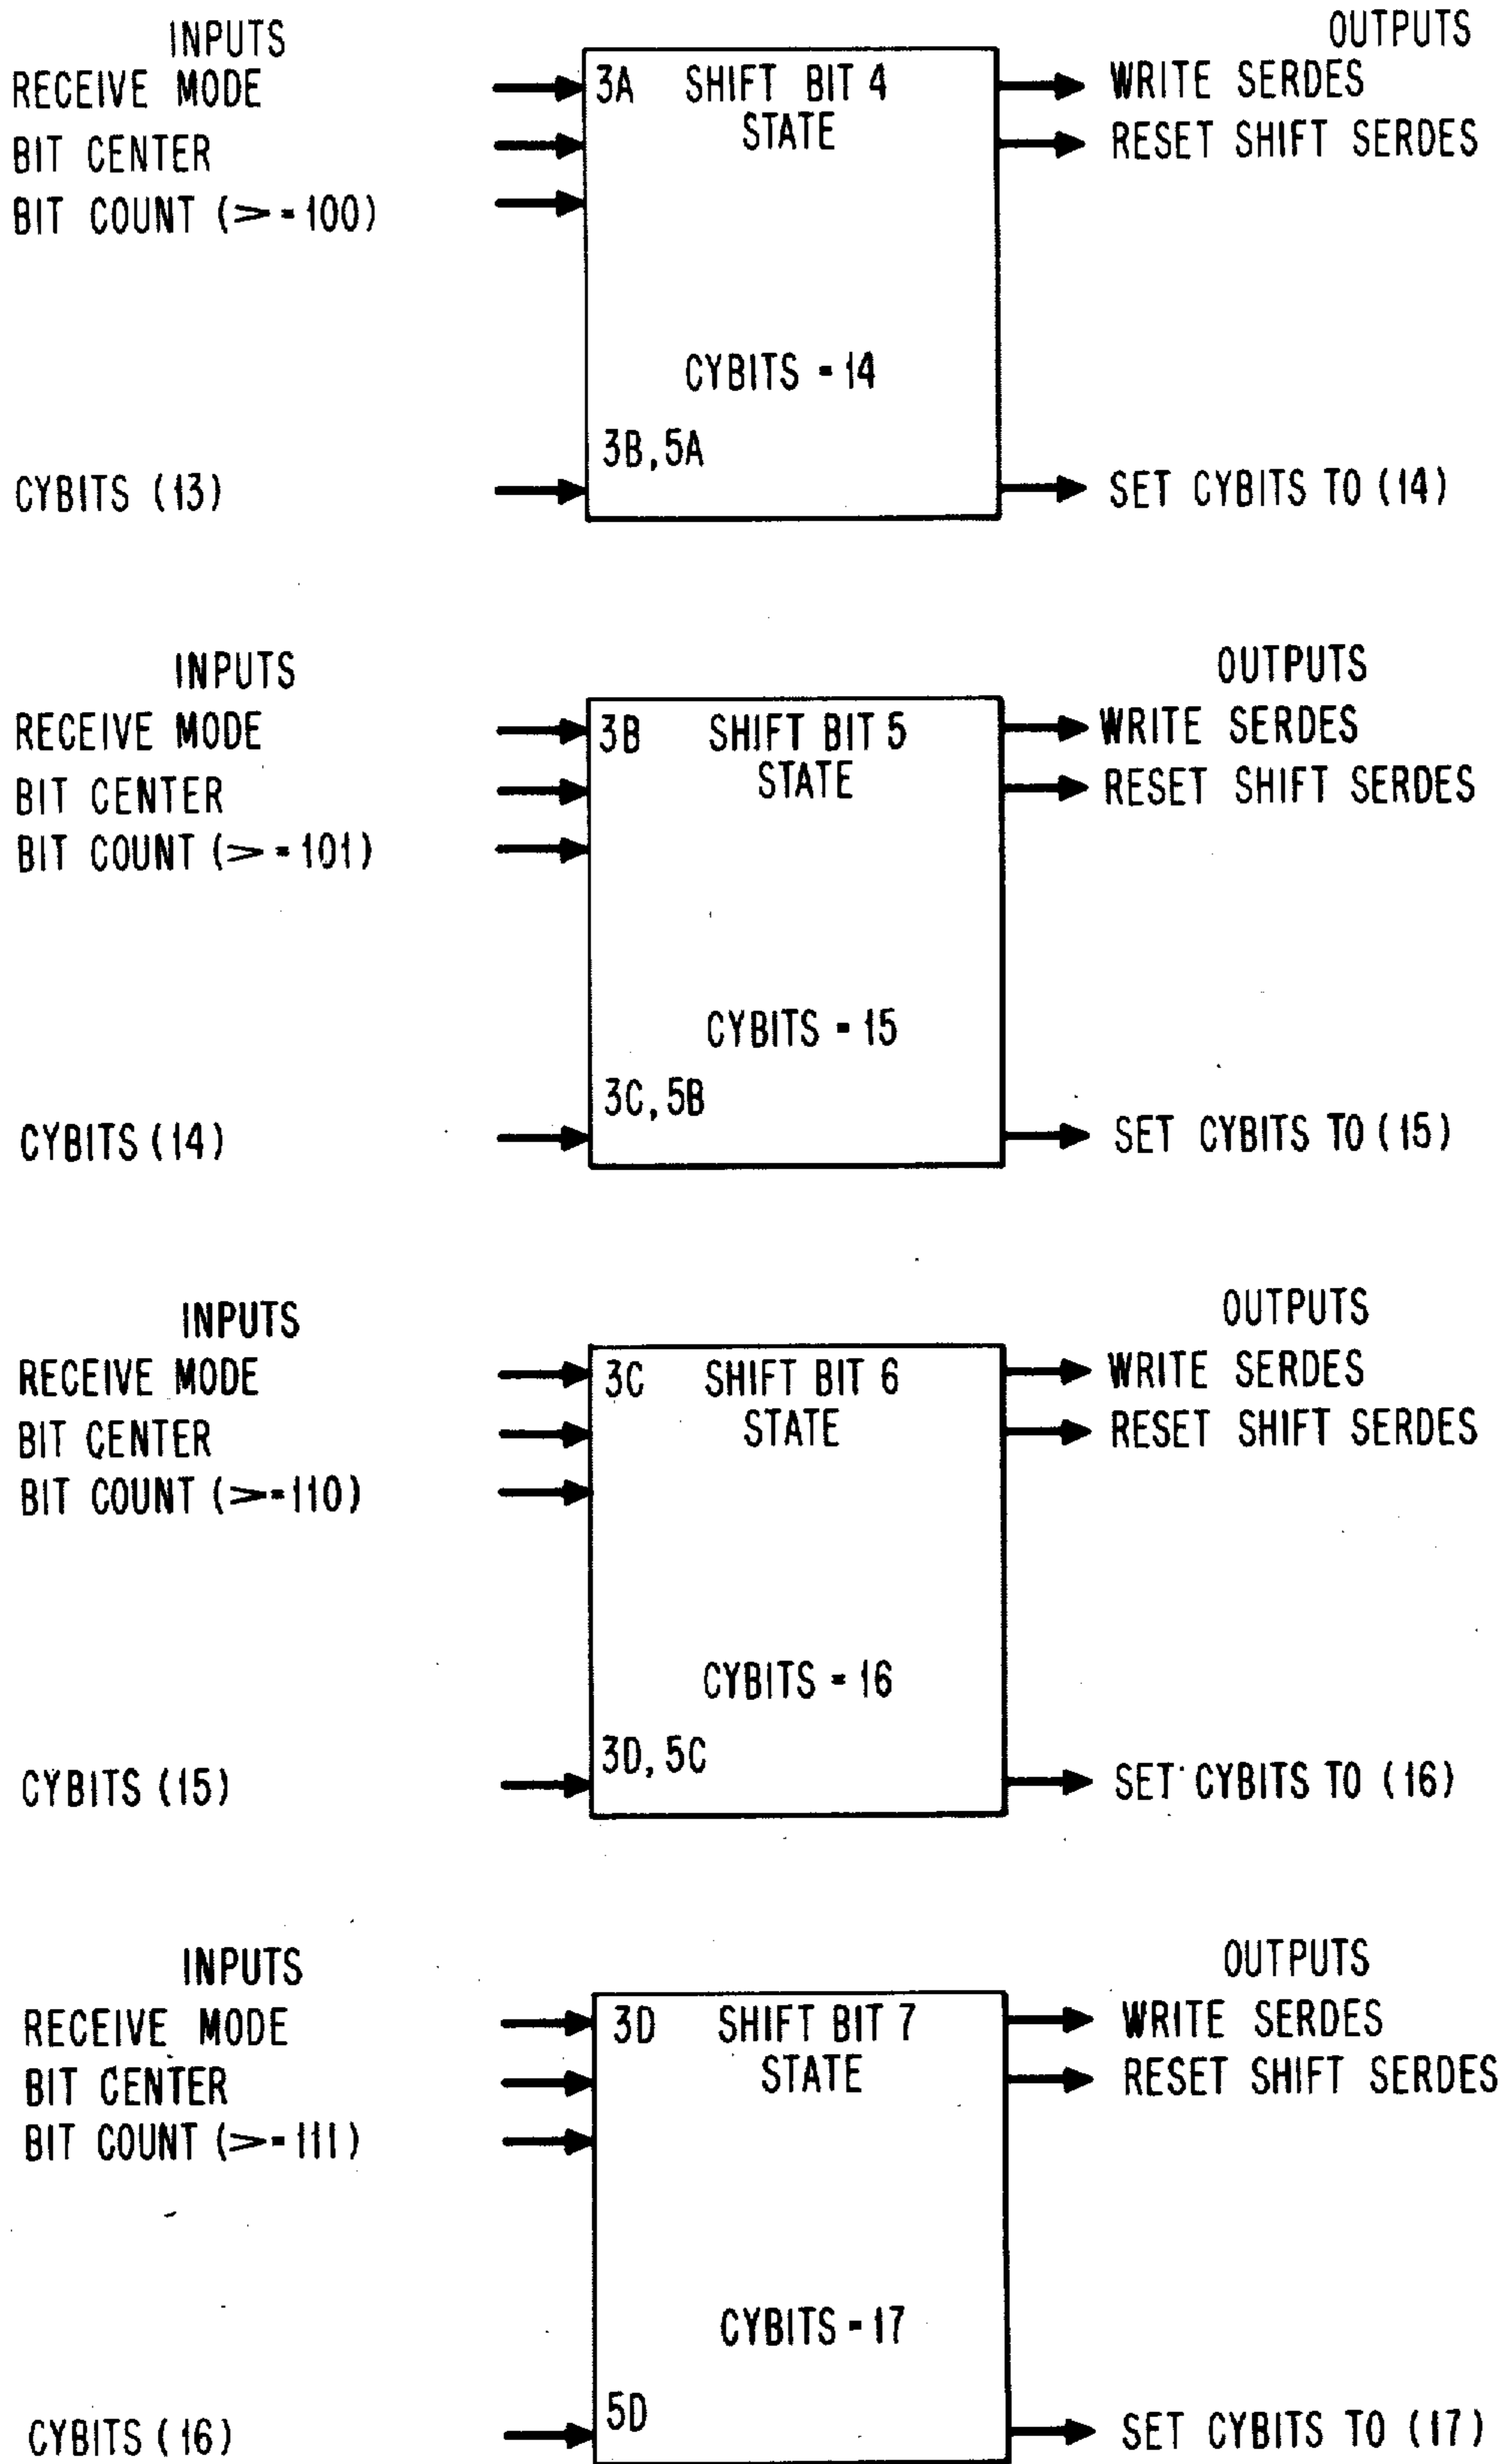 INPUTS
OUTPUTS
RECEIVE MODE
3A SHIFT BIT 4
WRITE SERDES
BIT CENTER
STATE
RESET SHIFT SERDES
BIT COUNT (>=100)
CYBITS = 14
3B, 5A
CYBITS (13)
SET CYBITS TO (14)
INPUTS
OUTPUTS
RECEIVE MODE
3B SHIFT BIT 5
WRITE SERDES
BIT CENTER
STATE
RESET SHIFT SERDES
BIT COUNT (>=101)
CYBITS = 15
3C, 5B
CYBITS (14)
SET CYBITS TO (15)
INPUTS
OUTPUTS
RECEIVE MODE
3C SHIFT BIT 6
WRITE SERDES
BIT CENTER
STATE
RESET SHIFT SERDES
BIT COUNT (>=110)
CYBITS = 16
3D, 5C
CYBITS (15)
SET CYBITS TO (16)
INPUTS
OUTPUTS
RECEIVE MODE
3D SHIFT BIT 7
WRITE SERDES
BIT CENTER
STATE
RESET SHIFT SERDES
BIT COUNT (>=111)
CYBITS = 17
5D
CYBITS (16)
SET CYBITS TO (17)